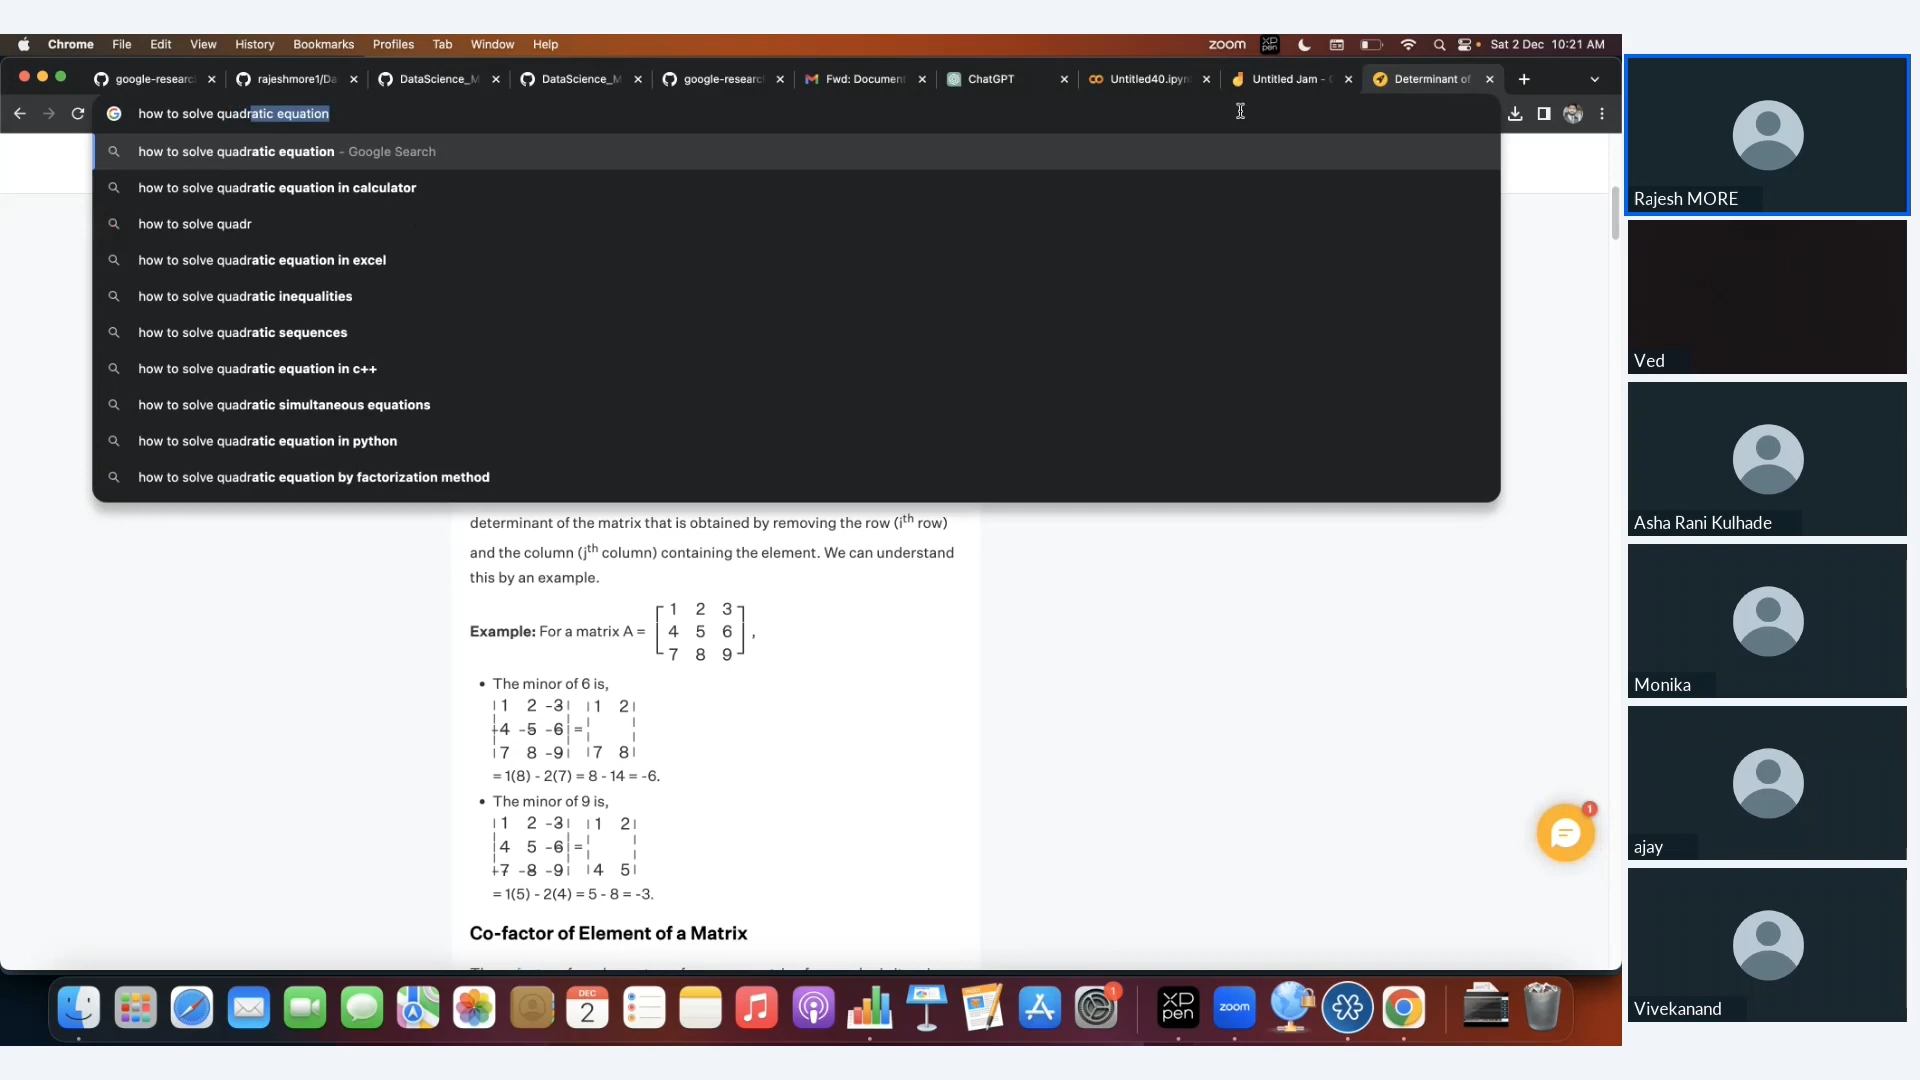 Chrome File Edit View History Bookmarks Profiles Tab Window Help
zoom XP pen Sat 2 Dec 10:21 AM
google-researc
rajeshmore1/Da
DataScience_M
DataScience_M
google-researc
Fwd: Document
ChatGPT
Untitled40.ipyn
Untitled Jam -
Determinant of
how to solve quadratic equation
how to solve quadratic equation - Google Search
how to solve quadratic equation in calculator
how to solve quadr
how to solve quadratic equation in excel
how to solve quadratic inequalities
how to solve quadratic sequences
how to solve quadratic equation in c++
how to solve quadratic simultaneous equations
how to solve quadratic equation in python
how to solve quadratic equation by factorization method
determinant of the matrix that is obtained by removing the row (ith row)
and the column (jth column) containing the element. We can understand
this by an example.
Example: For a matrix A =
1 2 3
4 5 6
7 8 9
,
• The minor of 6 is,
1 2 -3 1 2
4 -5 -6 =
7 8 -9 7 8
= 1(8) - 2(7) = 8 - 14 = -6.
• The minor of 9 is,
1 2 -3 1 2
4 5 -6 =
7 -8 -9 4 5
= 1(5) - 2(4) = 5 - 8 = -3.
Co-factor of Element of a Matrix
1
DEC
2
1
XP
pen
zoom
Rajesh MORE
Ved
Asha Rani Kulhade
Monika
ajay
Vivekanand